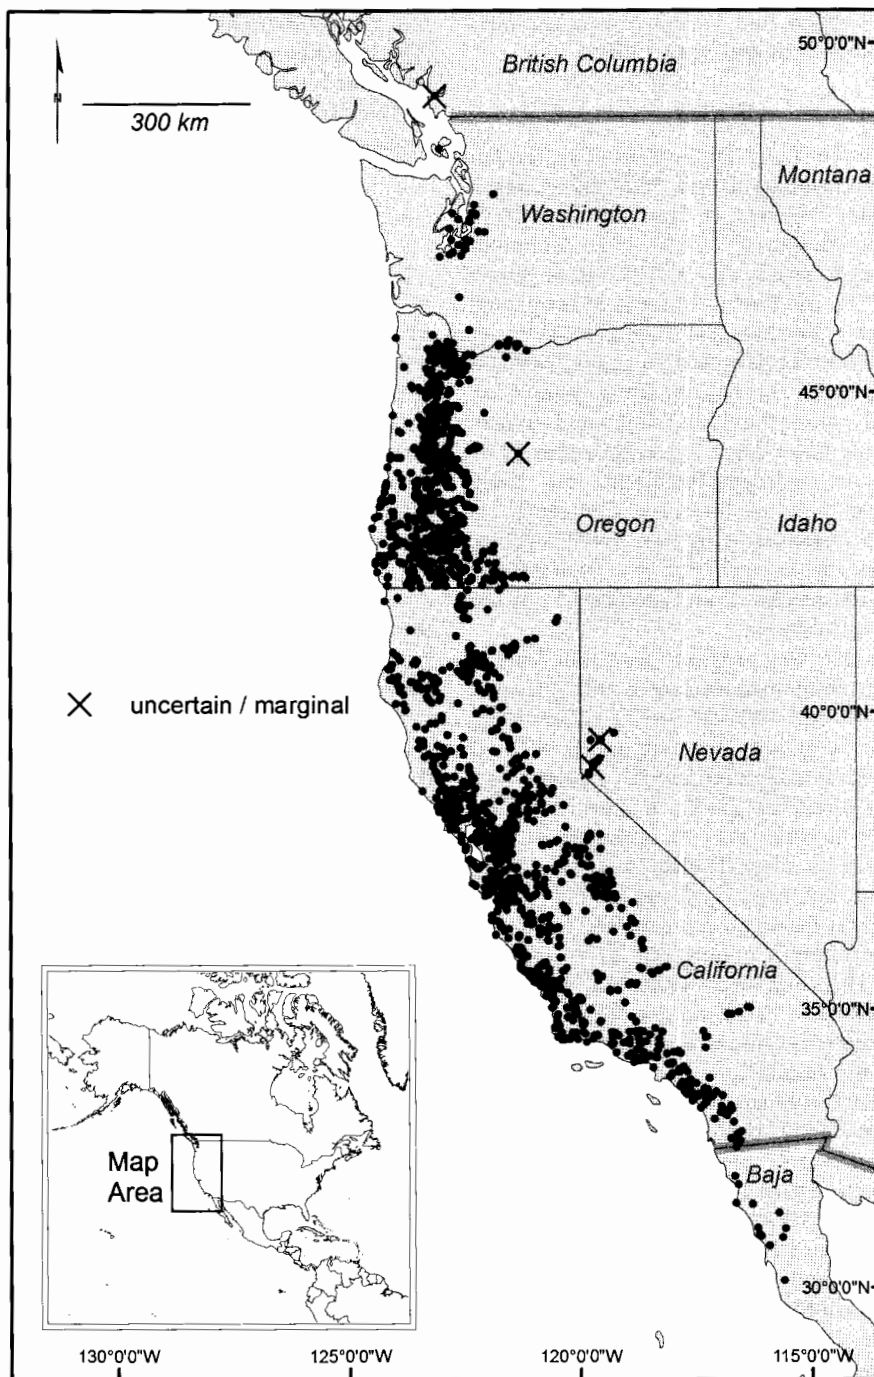 50°0'0"N
British Columbia
N
300 km
Montana
Washington
45°0'0"N
Oregon
Idaho
uncertain / marginal
40°0'0"N
Nevada
California
35°0'0"N
Map
Area
Baja
30°0'0"N
130°0'0"W
125°0'0"W
120°0'0"W
115°0'0"W